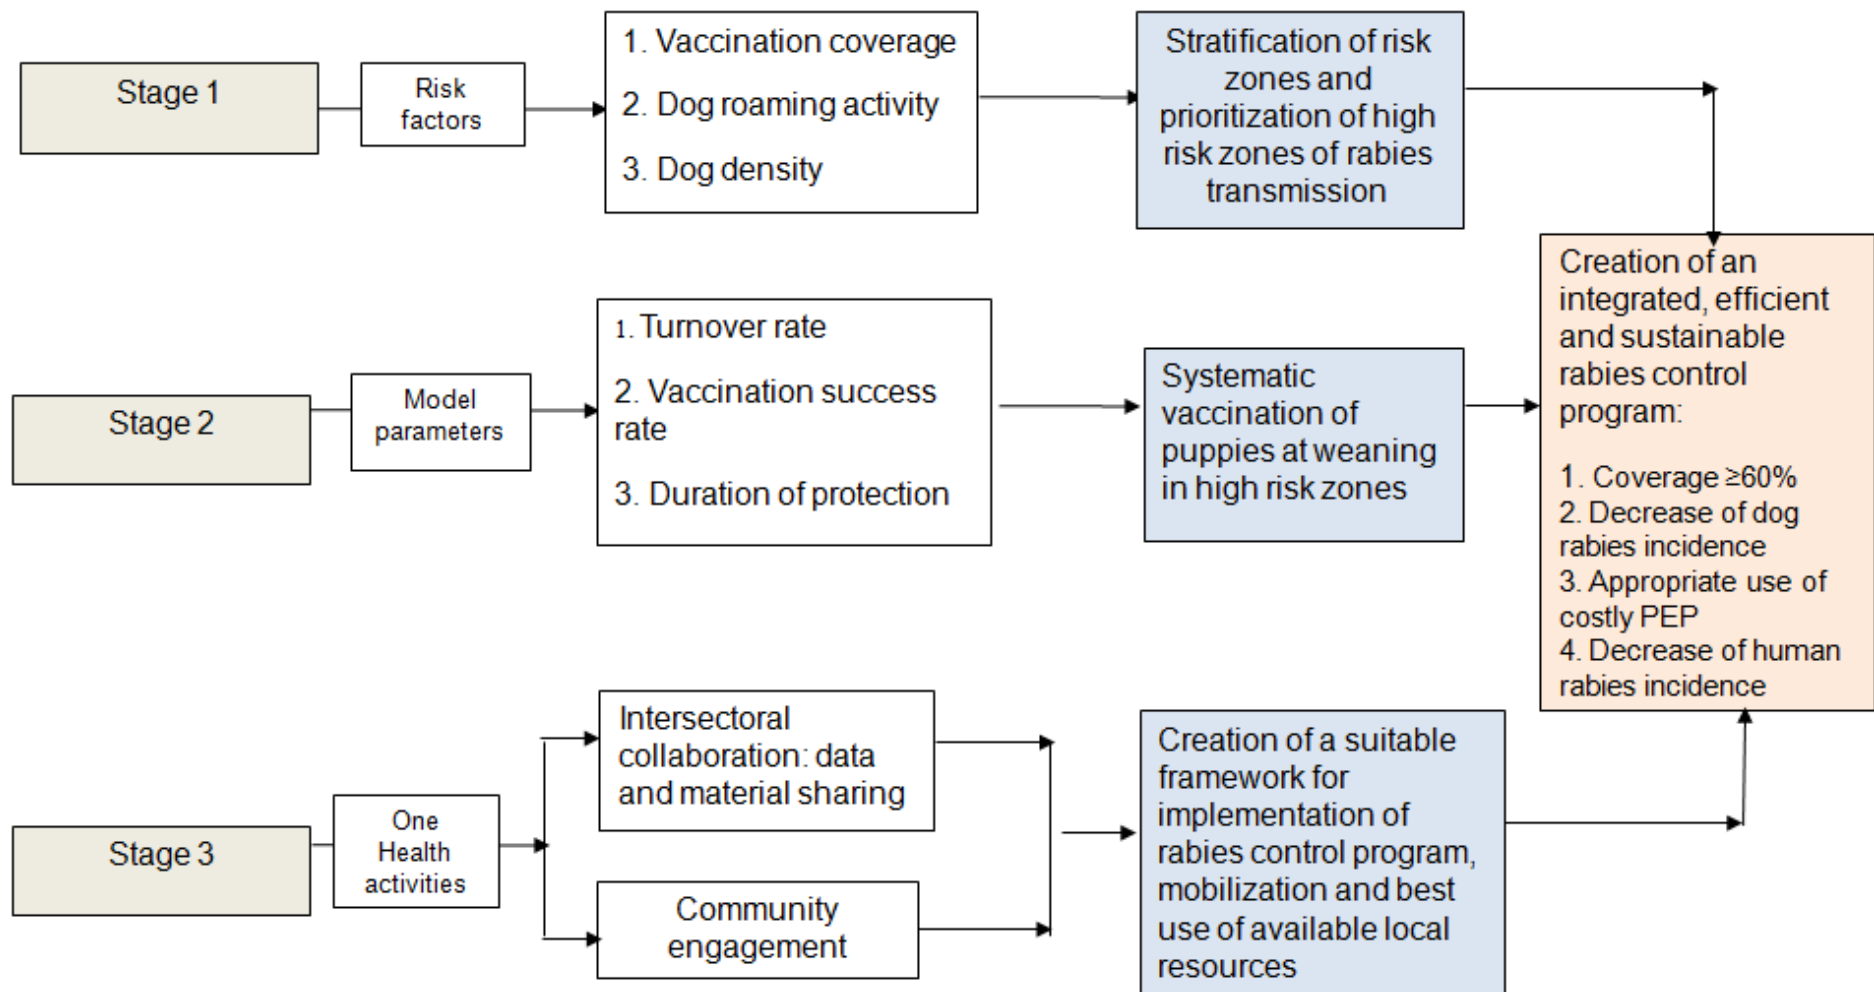 Stage 1
Risk
factors
1. Vaccination coverage
2. Dog roaming activity
3. Dog density
Stratification of risk
zones and
prioritization of high
risk zones of rabies
transmission
Stage 2
Model
parameters
1. Turnover rate
2. Vaccination success
rate
3. Duration of protection
Systematic
vaccination of
puppies at weaning
in high risk zones
Stage 3
One
Health
activities
Intersectoral
collaboration: data
and material sharing
Community
engagement
Creation of a suitable
framework for
implementation of
rabies control program,
mobilization and best
use of available local
resources
Creation of an
integrated, efficient
and sustainable
rabies control
program:
1. Coverage ≥60%
2. Decrease of dog
rabies incidence
3. Appropriate use of
costly PEP
4. Decrease of human
rabies incidence